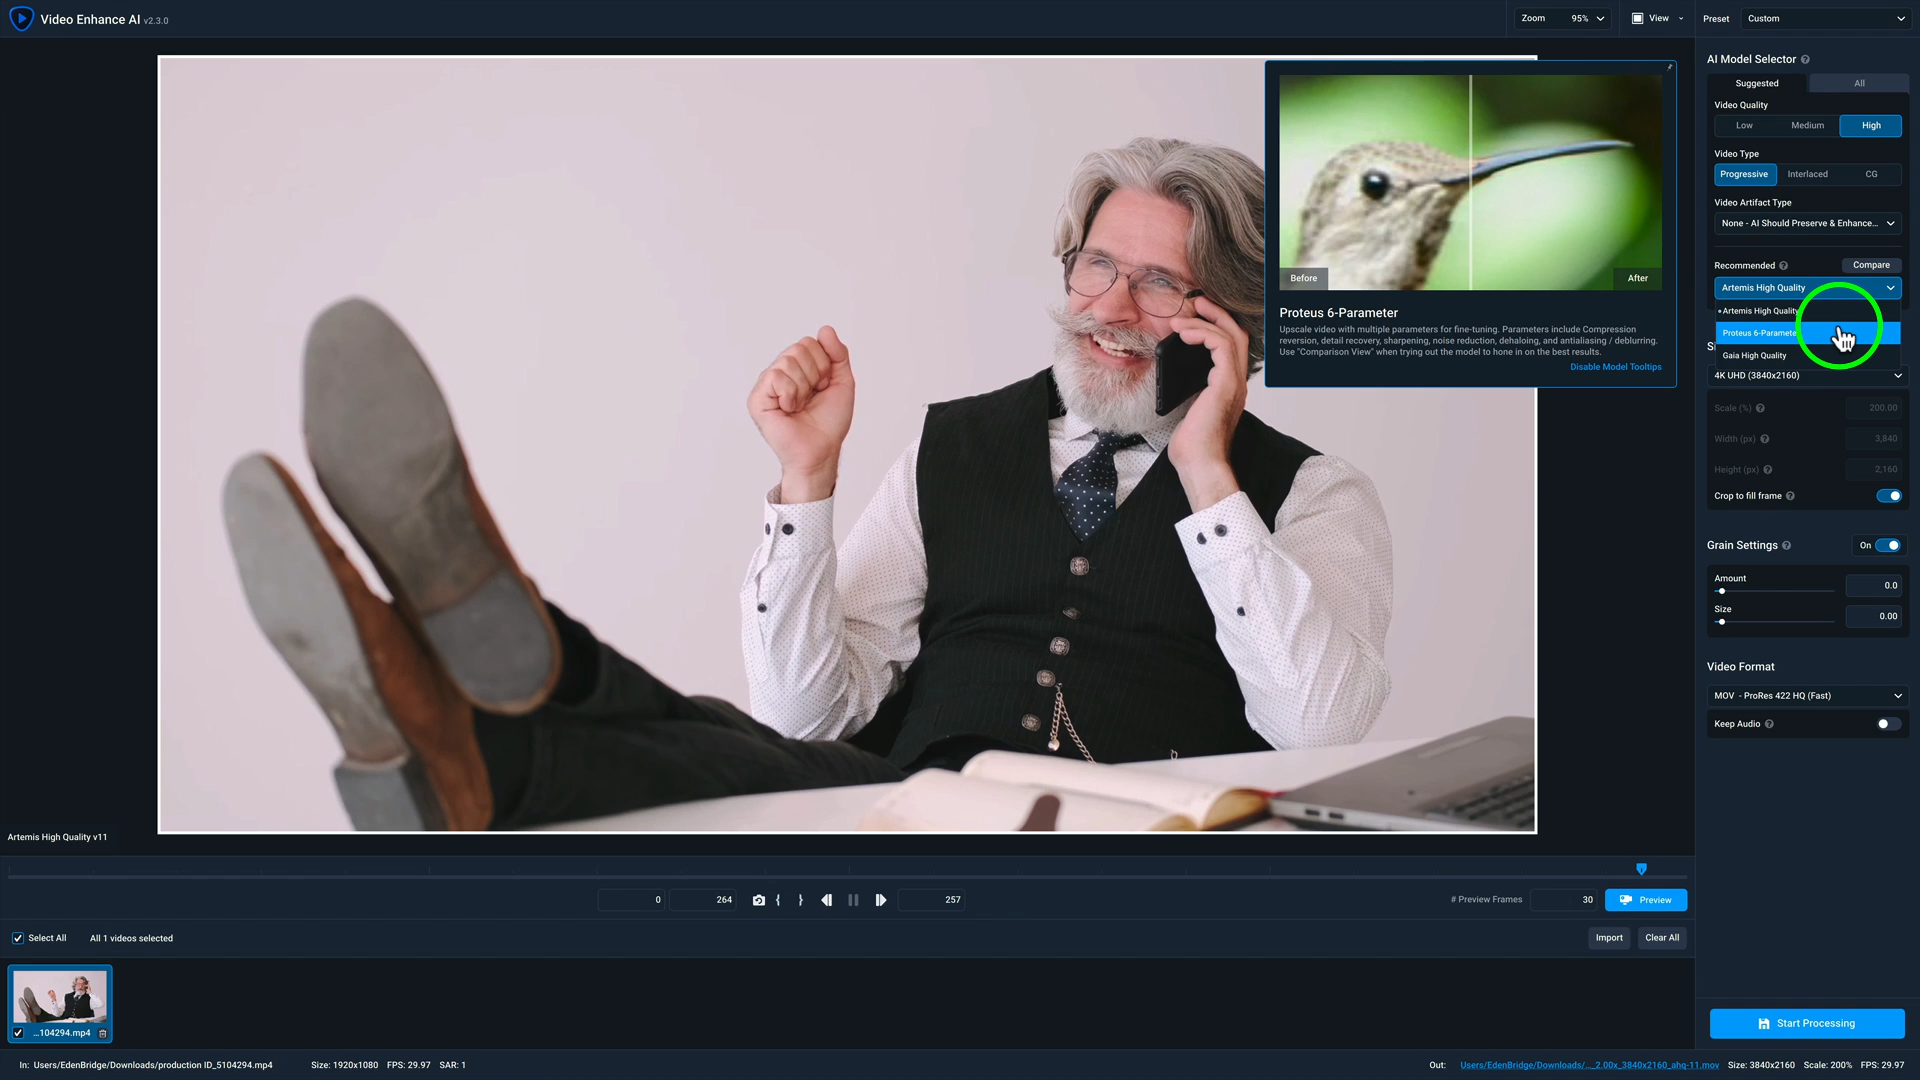 Video Enhance AI v2.3.0
Zoom 95%
View
Preset Custom
AI Model Selector
Suggested All
Video Quality
Low Medium High
Video Type
Progressive Interlaced CG
Video Artifact Type
None - AI Should Preserve & Enhance...
Recommended Compare
Artemis High Quality
Artemis High Quality
Proteus 6-Paramete
Gaia High Quality
4K UHD (3840x2160)
Scale (%) 200.00
Width (px) 3,840
Height (px) 2,160
Crop to fill frame
Grain Settings On
Amount 0.0
Size 0.00
Video Format
MOV - ProRes 422 HQ (Fast)
Keep Audio
Start Processing
Before After
Proteus 6-Parameter
Upscale video with multiple parameters for fine-tuning. Parameters include Compression
reversion, detail recovery, sharpening, noise reduction, dehaloing, and antialiasing / deblurring.
Use "Comparison View" when trying out the model to hone in on the best results.
Disable Model Tooltips
Artemis High Quality v11
0 264 257
# Preview Frames 30 Preview
Select All All 1 videos selected
Import Clear All
...104294.mp4
In: Users/EdenBridge/Downloads/production ID_5104294.mp4 Size: 1920x1080 FPS: 29.97 SAR: 1
Out: Users/EdenBridge/Downloads/..._2.00x_3840x2160_ahq-11.mov Size: 3840x2160 Scale: 200% FPS: 29.97